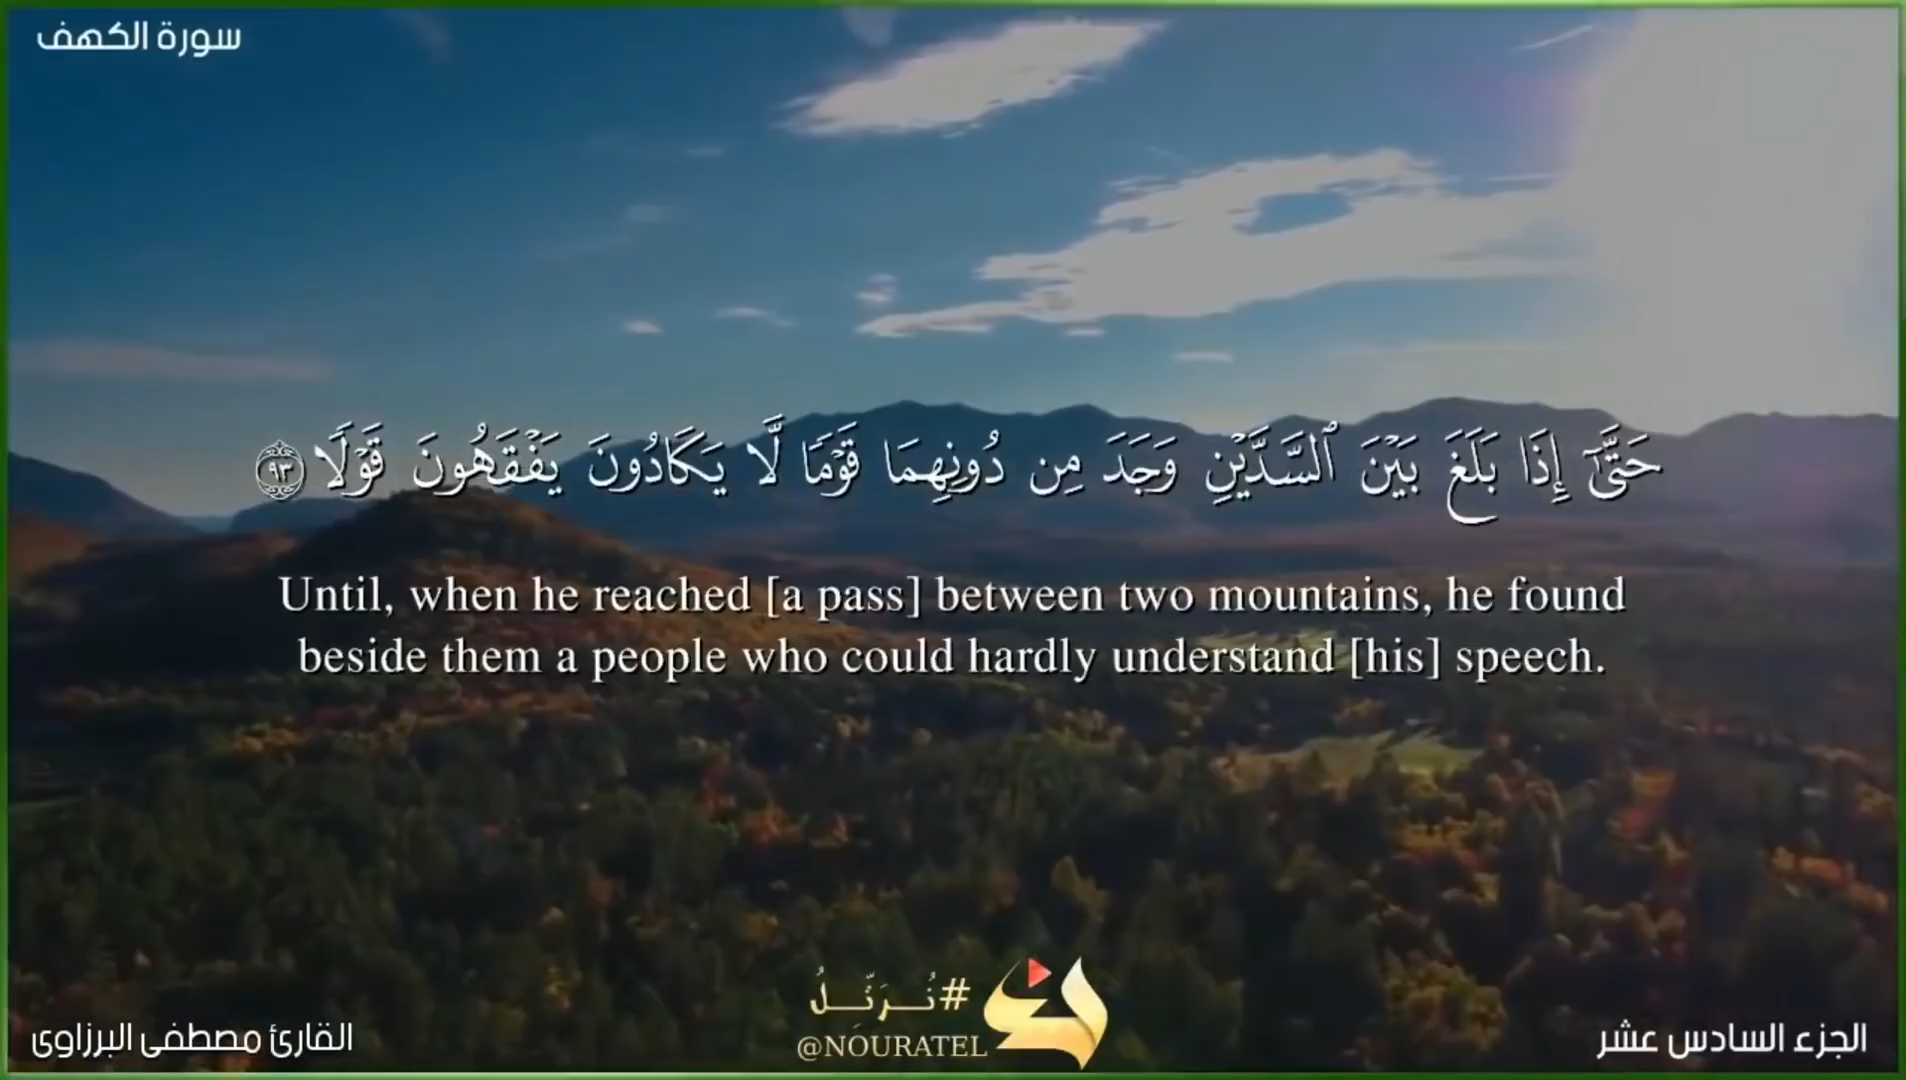 سورة الكهف
حَتَّىٰٓ إِذَا بَلَغَ بَيْنَ ٱلسَّدَّيْنِ وَجَدَ مِن دُونِهِمَا قَوْمًا لَّا يَكَادُونَ يَفْقَهُونَ قَوْلًا ٩٣
Until, when he reached [a pass] between two mountains, he found
beside them a people who could hardly understand [his] speech.
#نُرَتِّلُ
@NOURATEL
القارئ مصطفى البرزاوى
الجزء السادس عشر